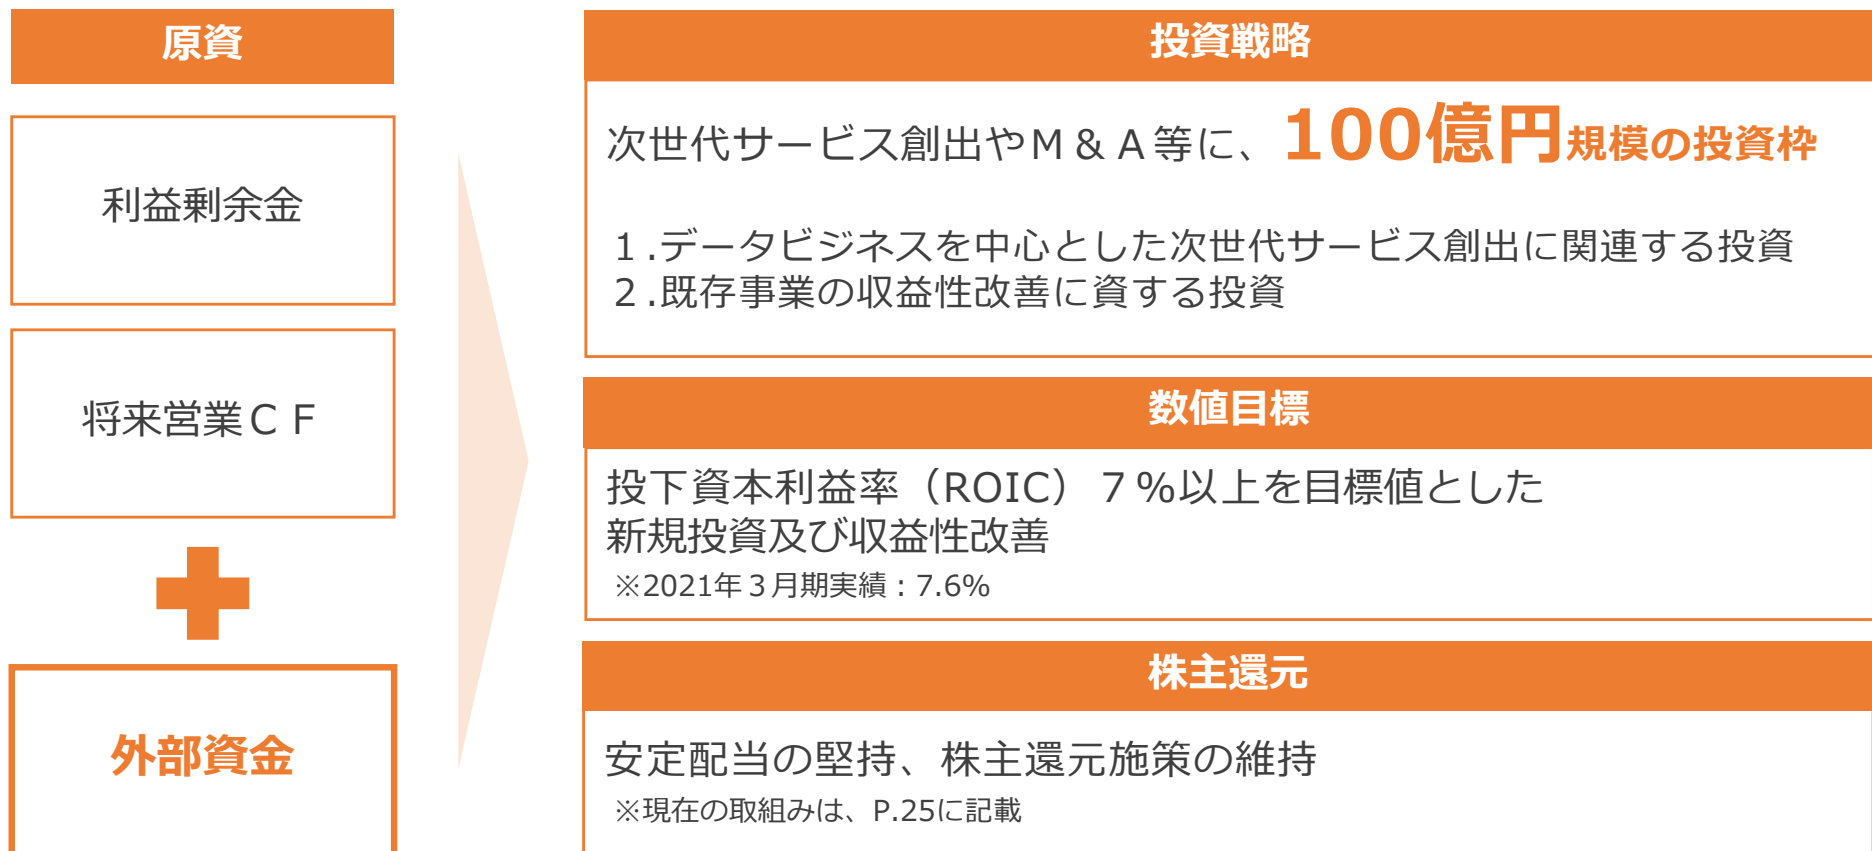 原資
利益剰余金
将来営業ＣＦ
外部資金
投資戦略
次世代サービス創出やＭ＆Ａ等に、100億円規模の投資枠
１.データビジネスを中心とした次世代サービス創出に関連する投資
２.既存事業の収益性改善に資する投資
数値目標
投下資本利益率（ROIC）７%以上を目標値とした
新規投資及び収益性改善
※2021年３月期実績：7.6%
株主還元
安定配当の堅持、株主還元施策の維持
※現在の取組みは、P.25に記載